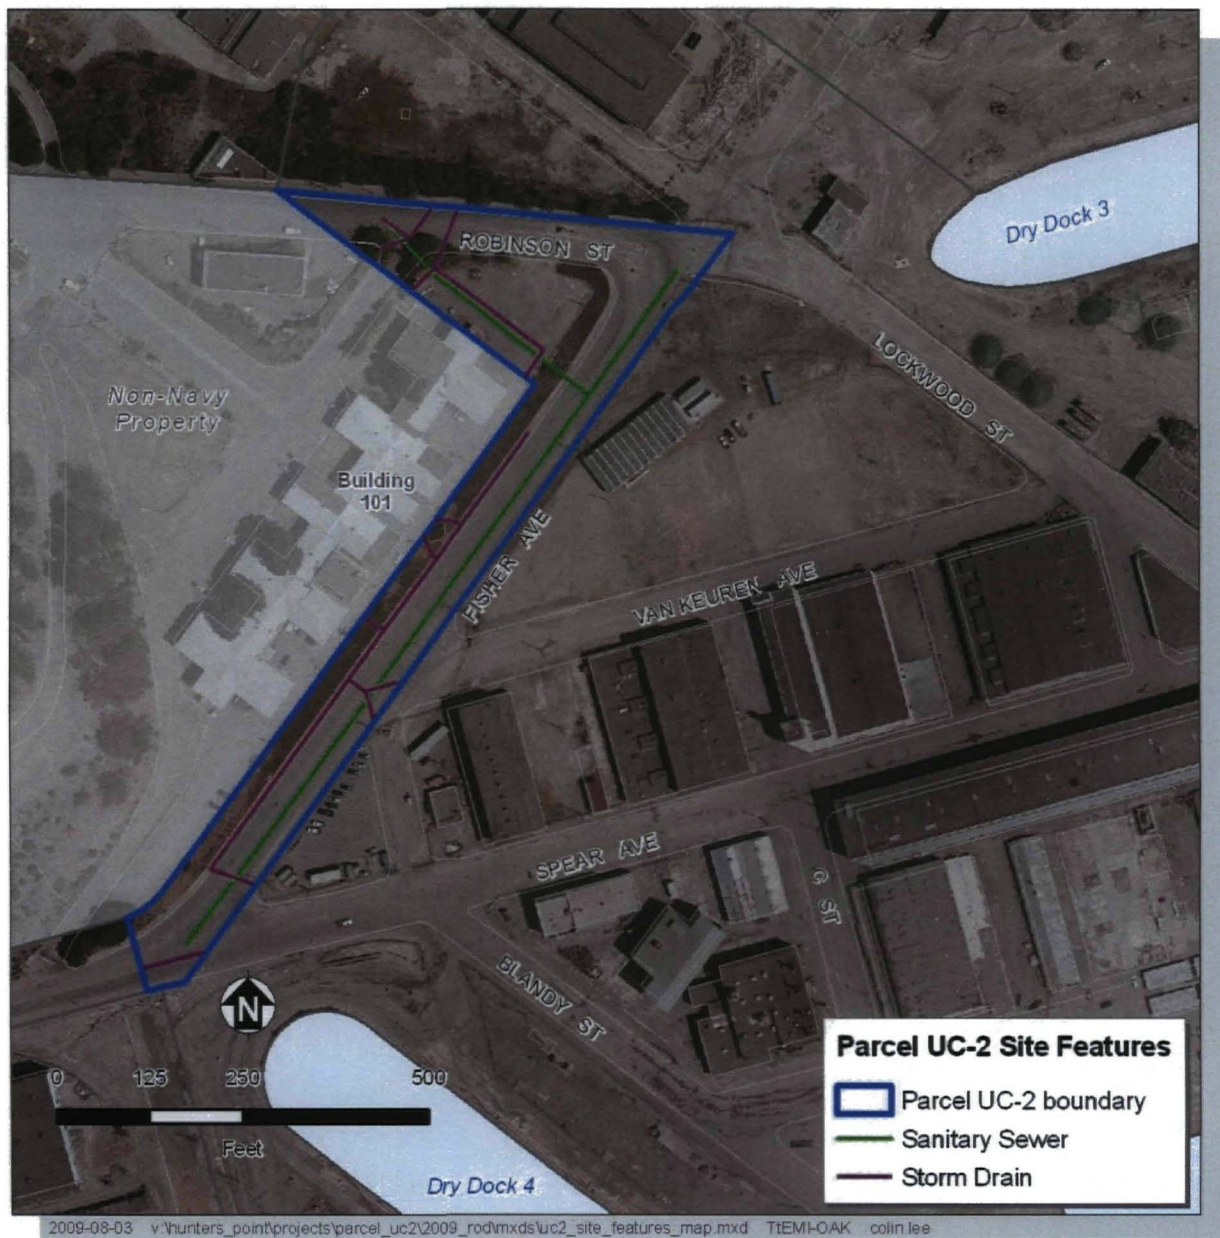 Dry Dock 3
ROBINSON ST
LOCKWOOD ST
Non-Navy
Property
Building
101
FISHER AVE
VAN KEUREN AVE
SPEAR AVE
C ST
BLANDY ST
N
0 125 250 500
Feet
Dry Dock 4
Parcel UC-2 Site Features
Parcel UC-2 boundary
Sanitary Sewer
Storm Drain
2009-08-03 v:\hunters_point\projects\parcel_uc2\2009_rod\mxds\uc2_site_features_map.mxd TtEMI-OAK colin.lee